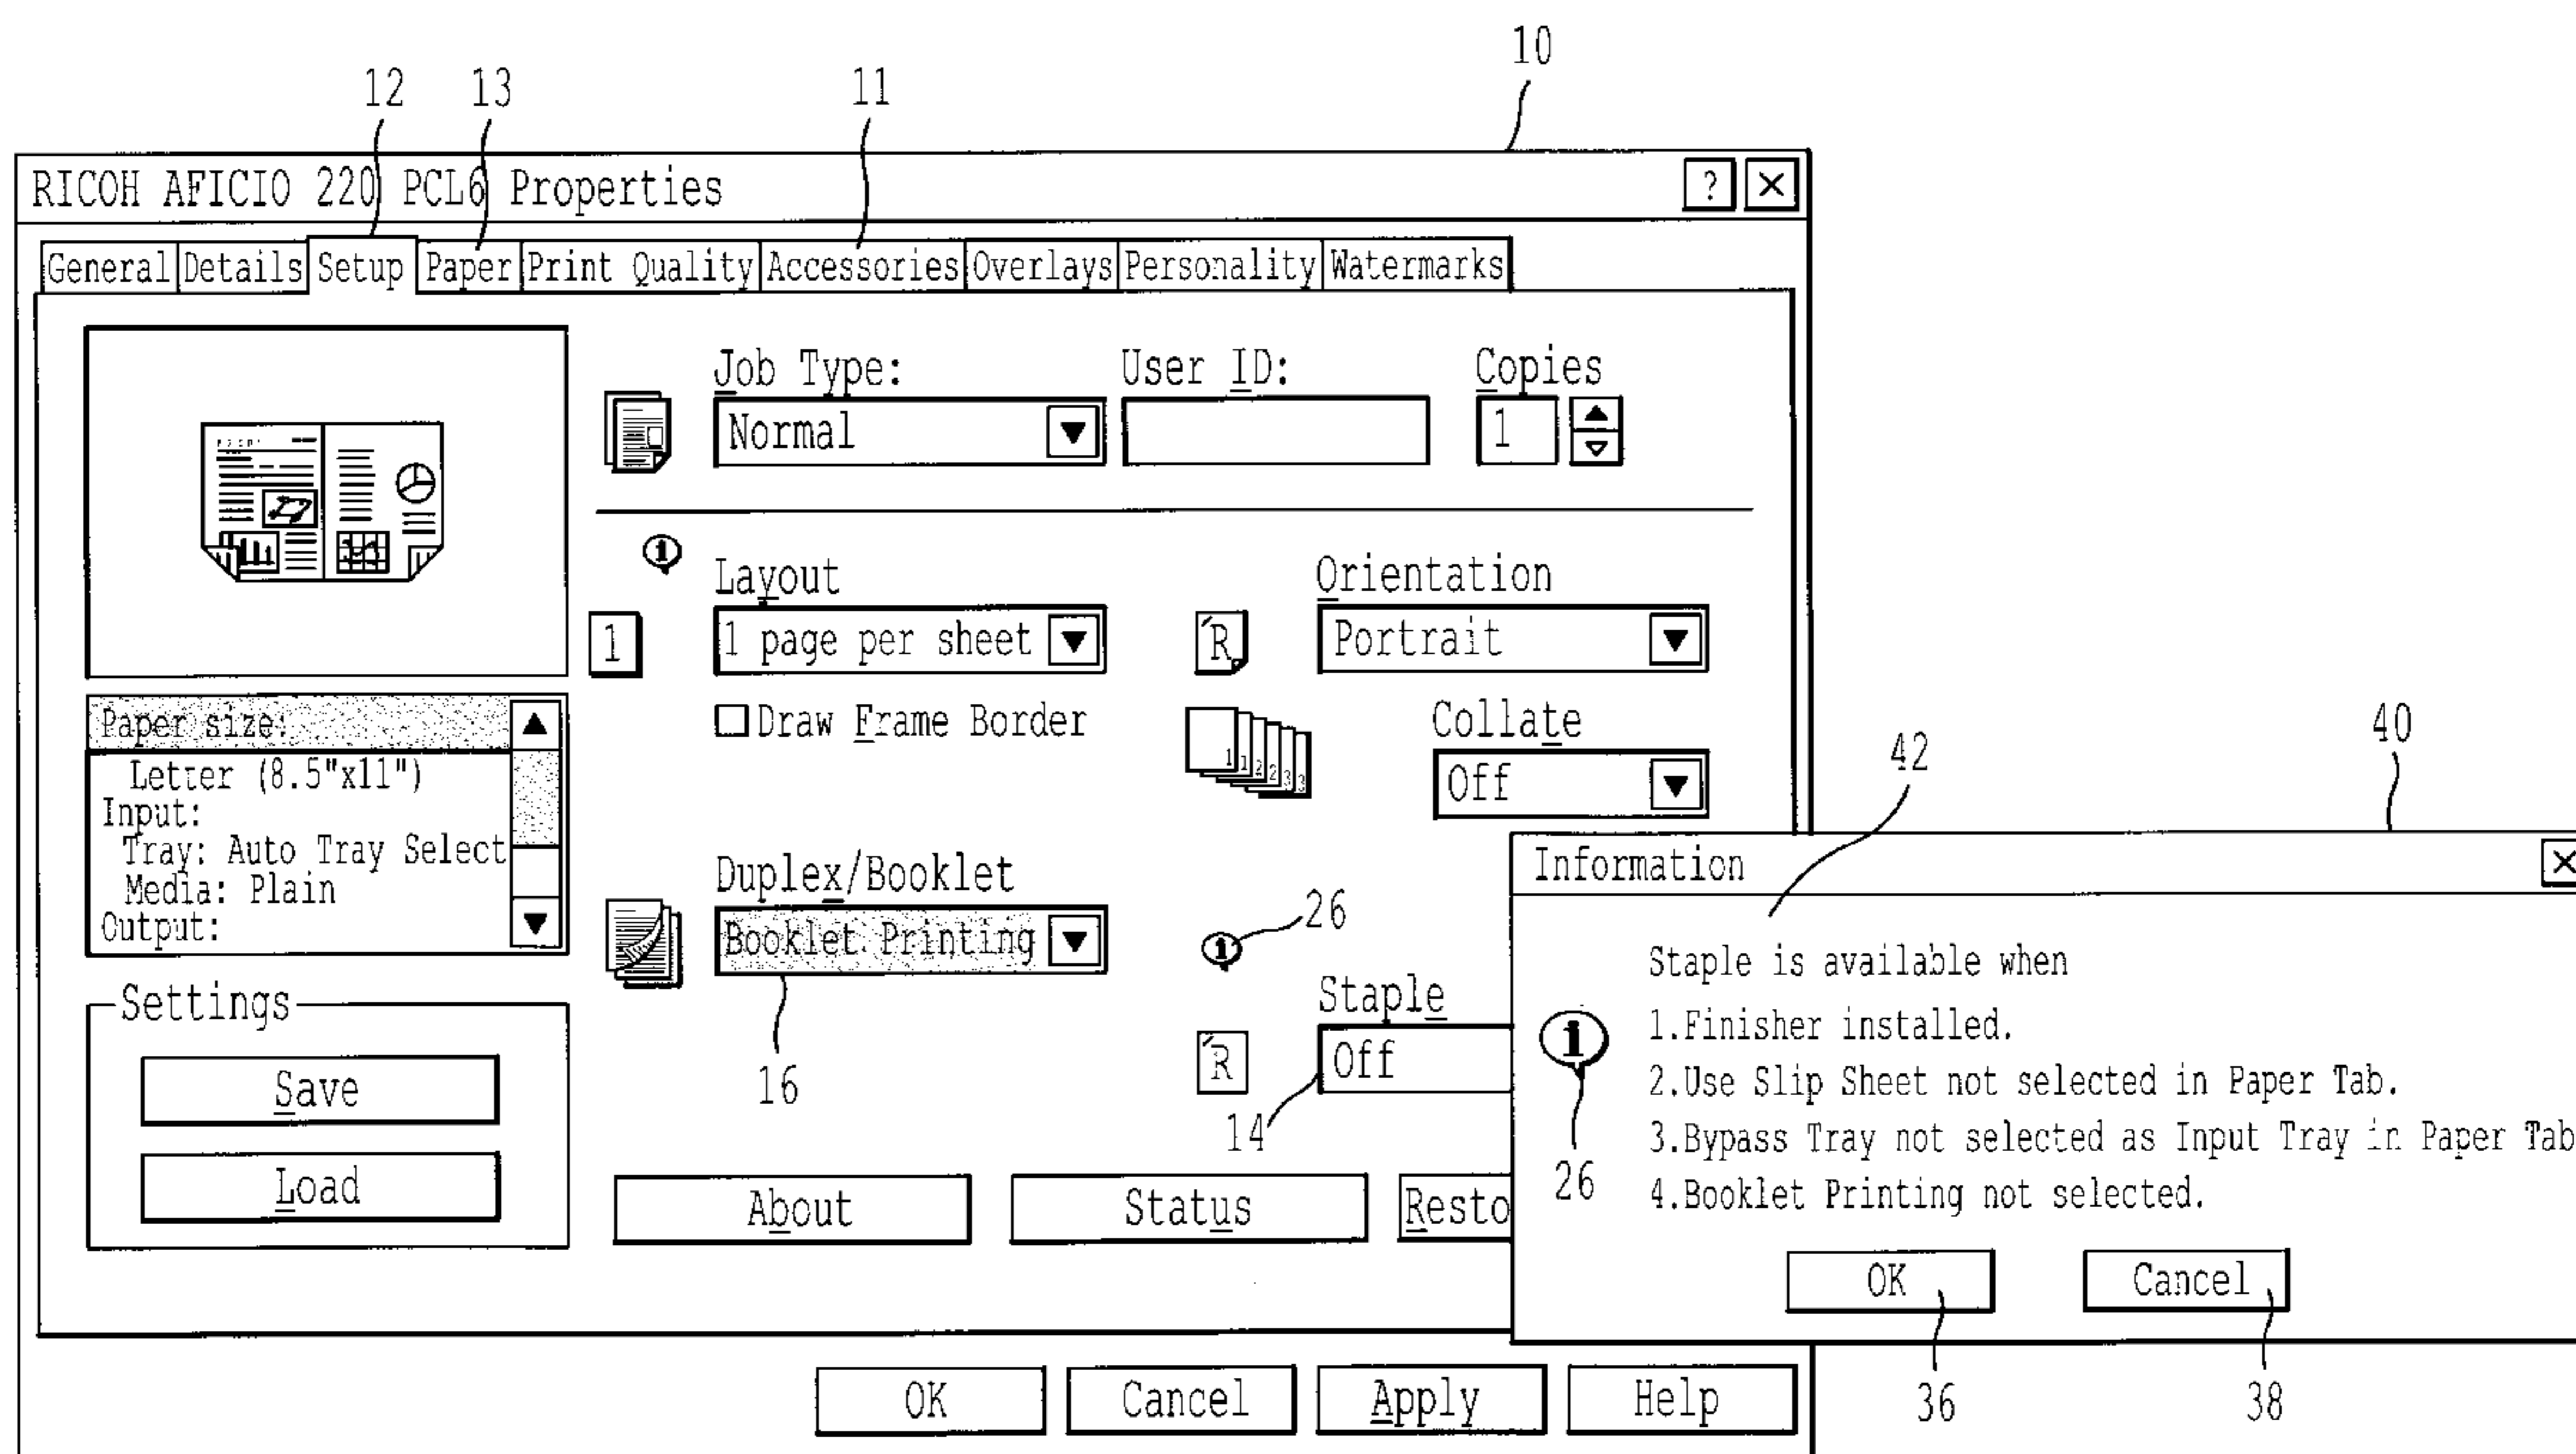 10
12 13 11
RICOH AFICIO 220 PCL6 Properties ?
General Details Setup Paper Print Quality Accessories Overlays Personality Watermarks
Job Type: User ID: Copies
Normal 1
Layout Orientation
1 1 page per sheet R Portrait
Draw Frame Border Collate
Off
Paper size:
Letter (8.5"x11")
Input:
Tray: Auto Tray Select
Media: Plain
Output:
Duplex/Booklet
Booklet Printing
16
26
Staple
R Off
14
Settings
Save
Load
About Status Resto
OK Cancel Apply Help
42 40
Information
Staple is available when
1.Finisher installed.
2.Use Slip Sheet not selected in Paper Tab.
3.Bypass Tray not selected as Input Tray in Paper Tab
4.Booklet Printing not selected.
i
26
OK Cancel
36 38